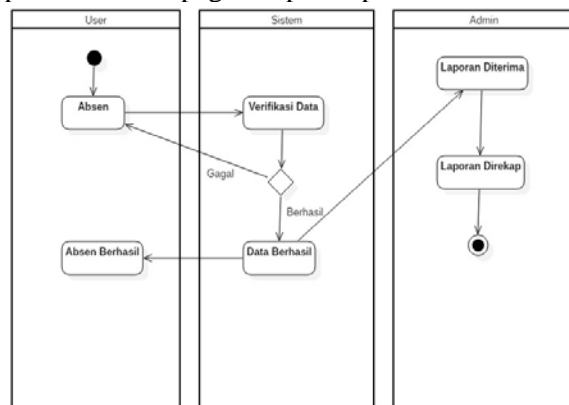 User
Sistem
Admin
Absen
Verifikasi Data
Laporan Diterima
Gagal
Laporan Direkap
Berhasil
Absen Berhasil
Data Berhasil